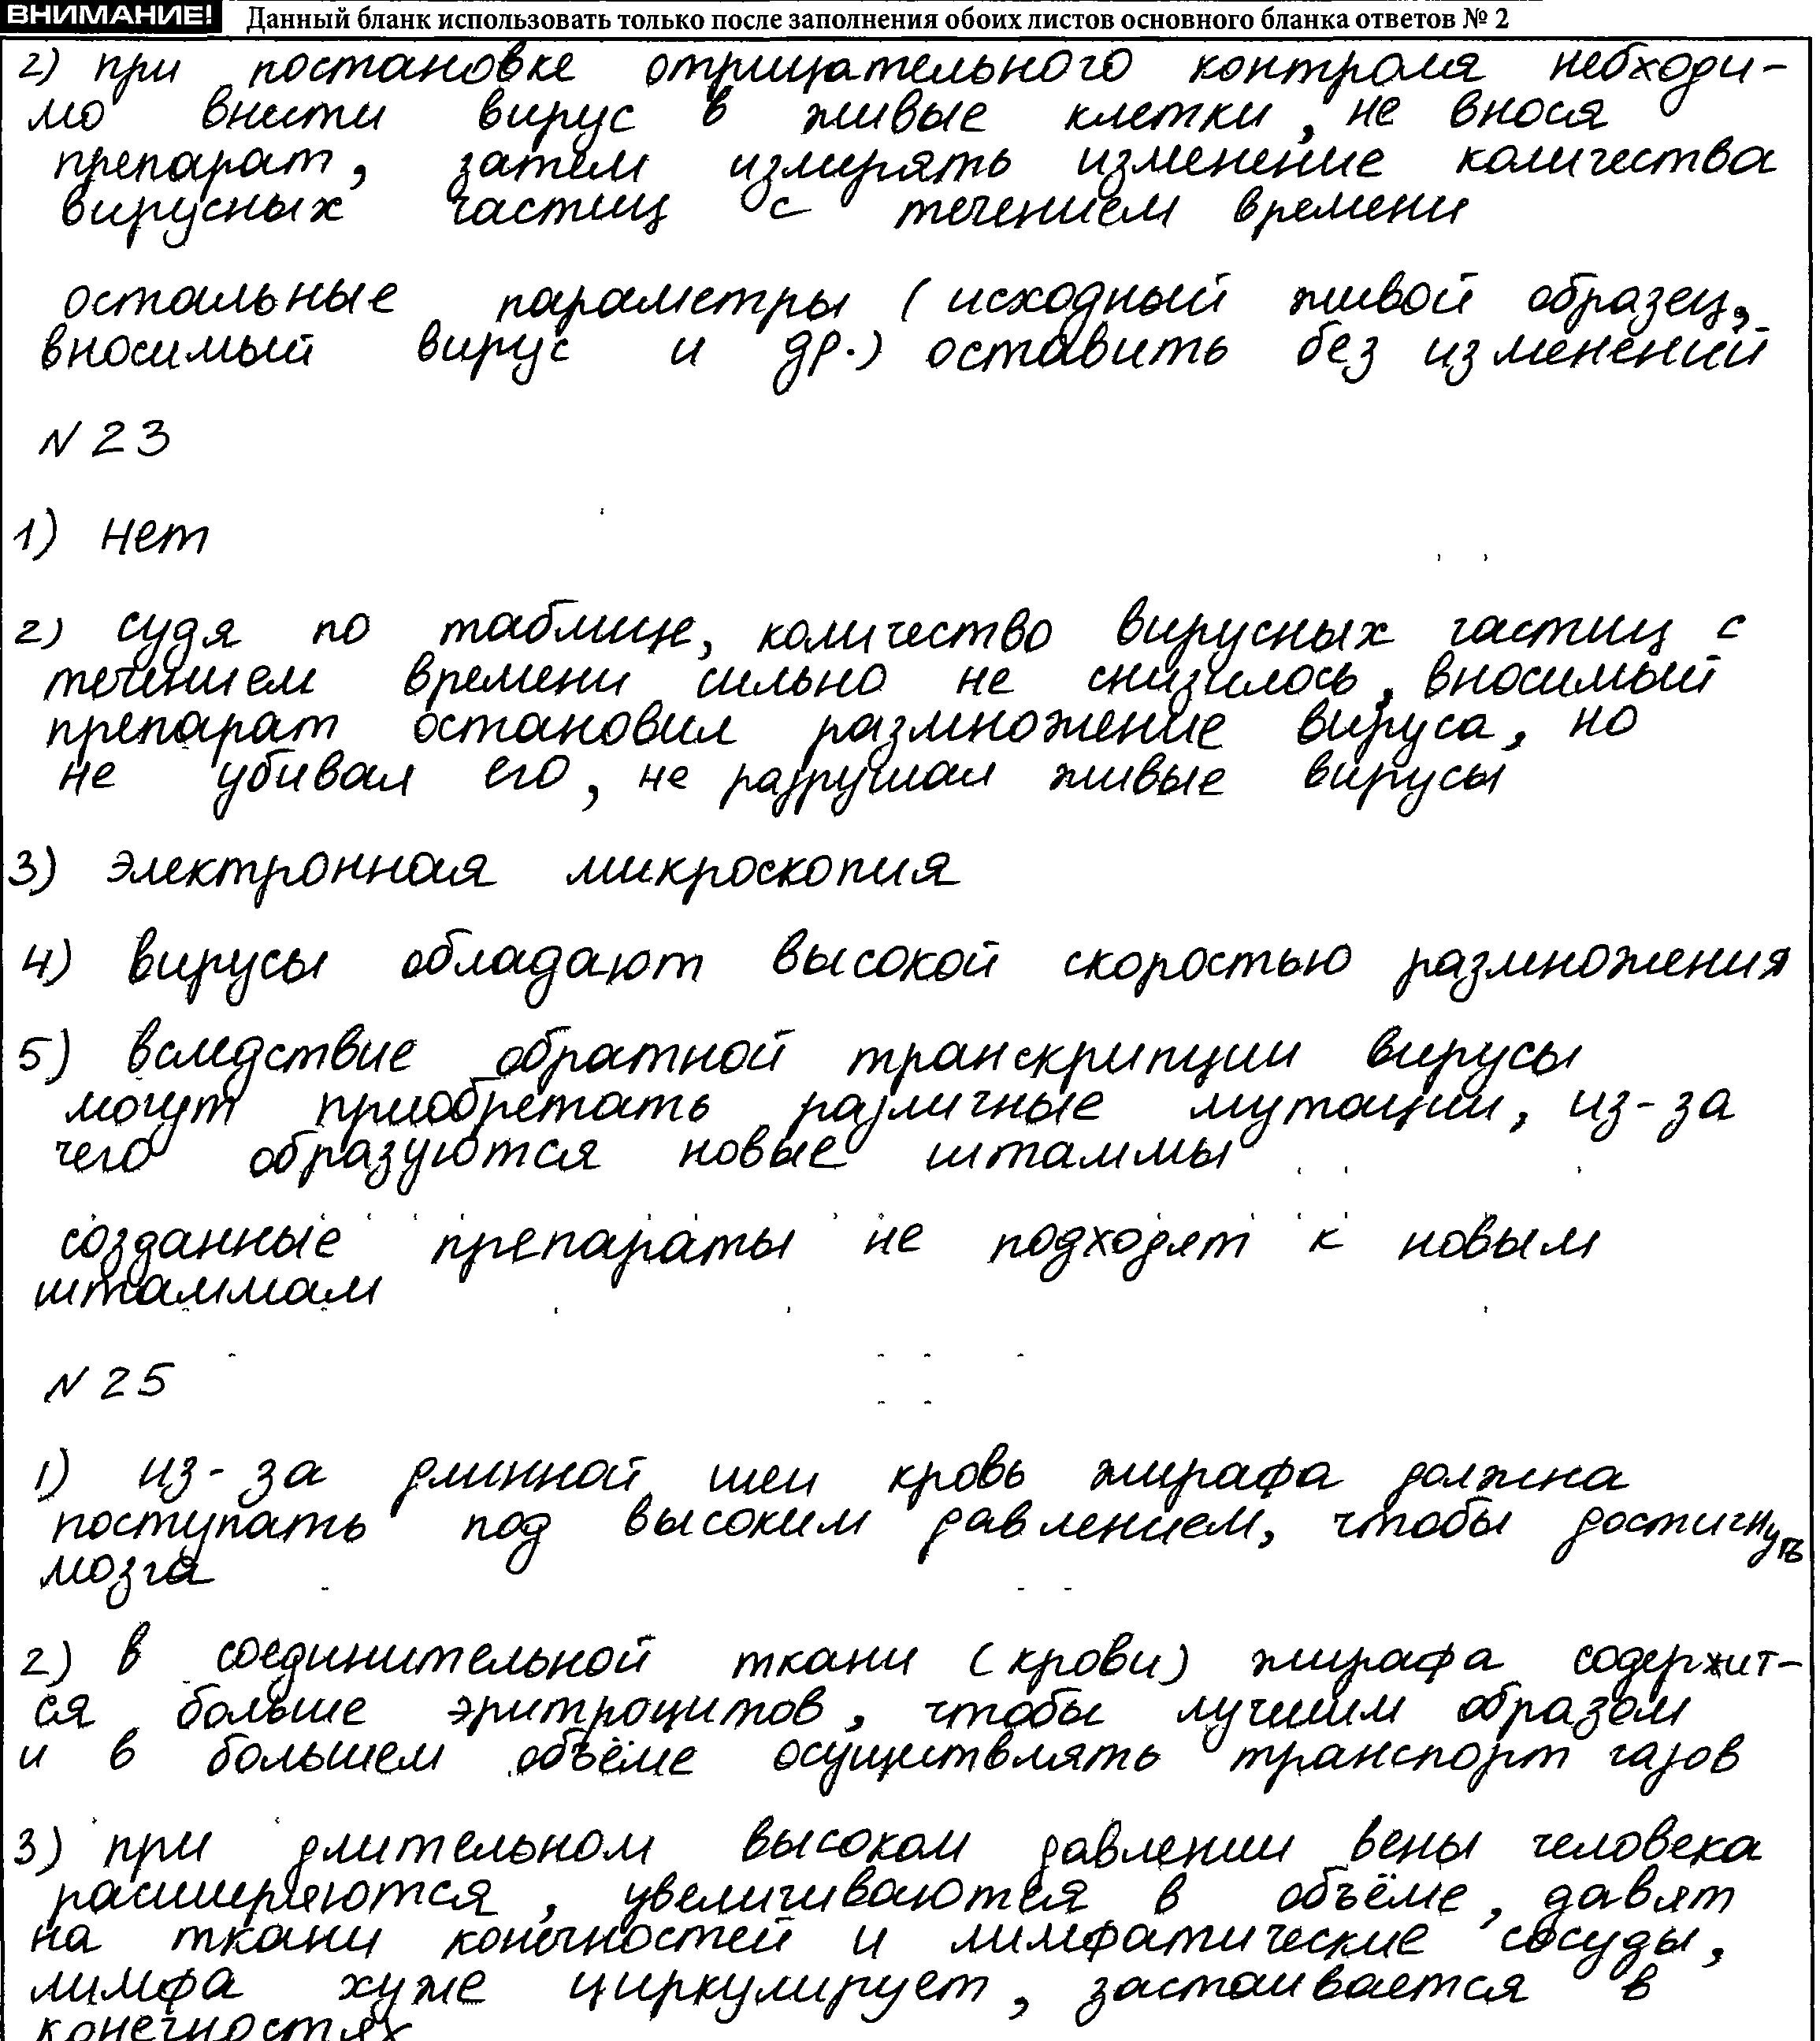 ВНИМАНИЕ! Данный бланк использовать только после заполнения обоих листов основного бланка ответов № 2
2) при постановке отрицательного контроля небходи-
мо внсти вирус в живые клетки, не внося
препарат, затем измерять изменение количества
вирусных частиц с течением времени
остальные параметры (исходный живой образец,
вносимый вирус и др.) оставить без изменений
N 23
1) нет
2) судя по таблице, количество вирусных частиц с
течением времени сильно не снизилось, вносимый
препарат остановил размножение вируса, но
не убивал его, не разрушал живые вирусы
3) электронная микроскопия
4) вирусы обладают высокой скоростью размножения
5) вследствие обратной транскрипции вирусы
могут приобретать различные мутации, из-за
чего образуются новые штаммы
созданные препараты не подходят к новым
штаммам
N 25
1) из-за длинной шеи кровь жирафа должна
поступать под высоким давлением, чтобы достигнуть
мозга
2) в соединительной ткани (крови) жирафа содержит-
ся больше эритроцитов, чтобы лучшим образом
и в большем объёме осуществлять транспорт газов
3) при длительном высоком давлении вены человека
расширяются, увеличиваются в объёме, давят
на ткани конечностей и лимфатические сосуды,
лимфа хуже циркулирует, застаивается в
конечностях